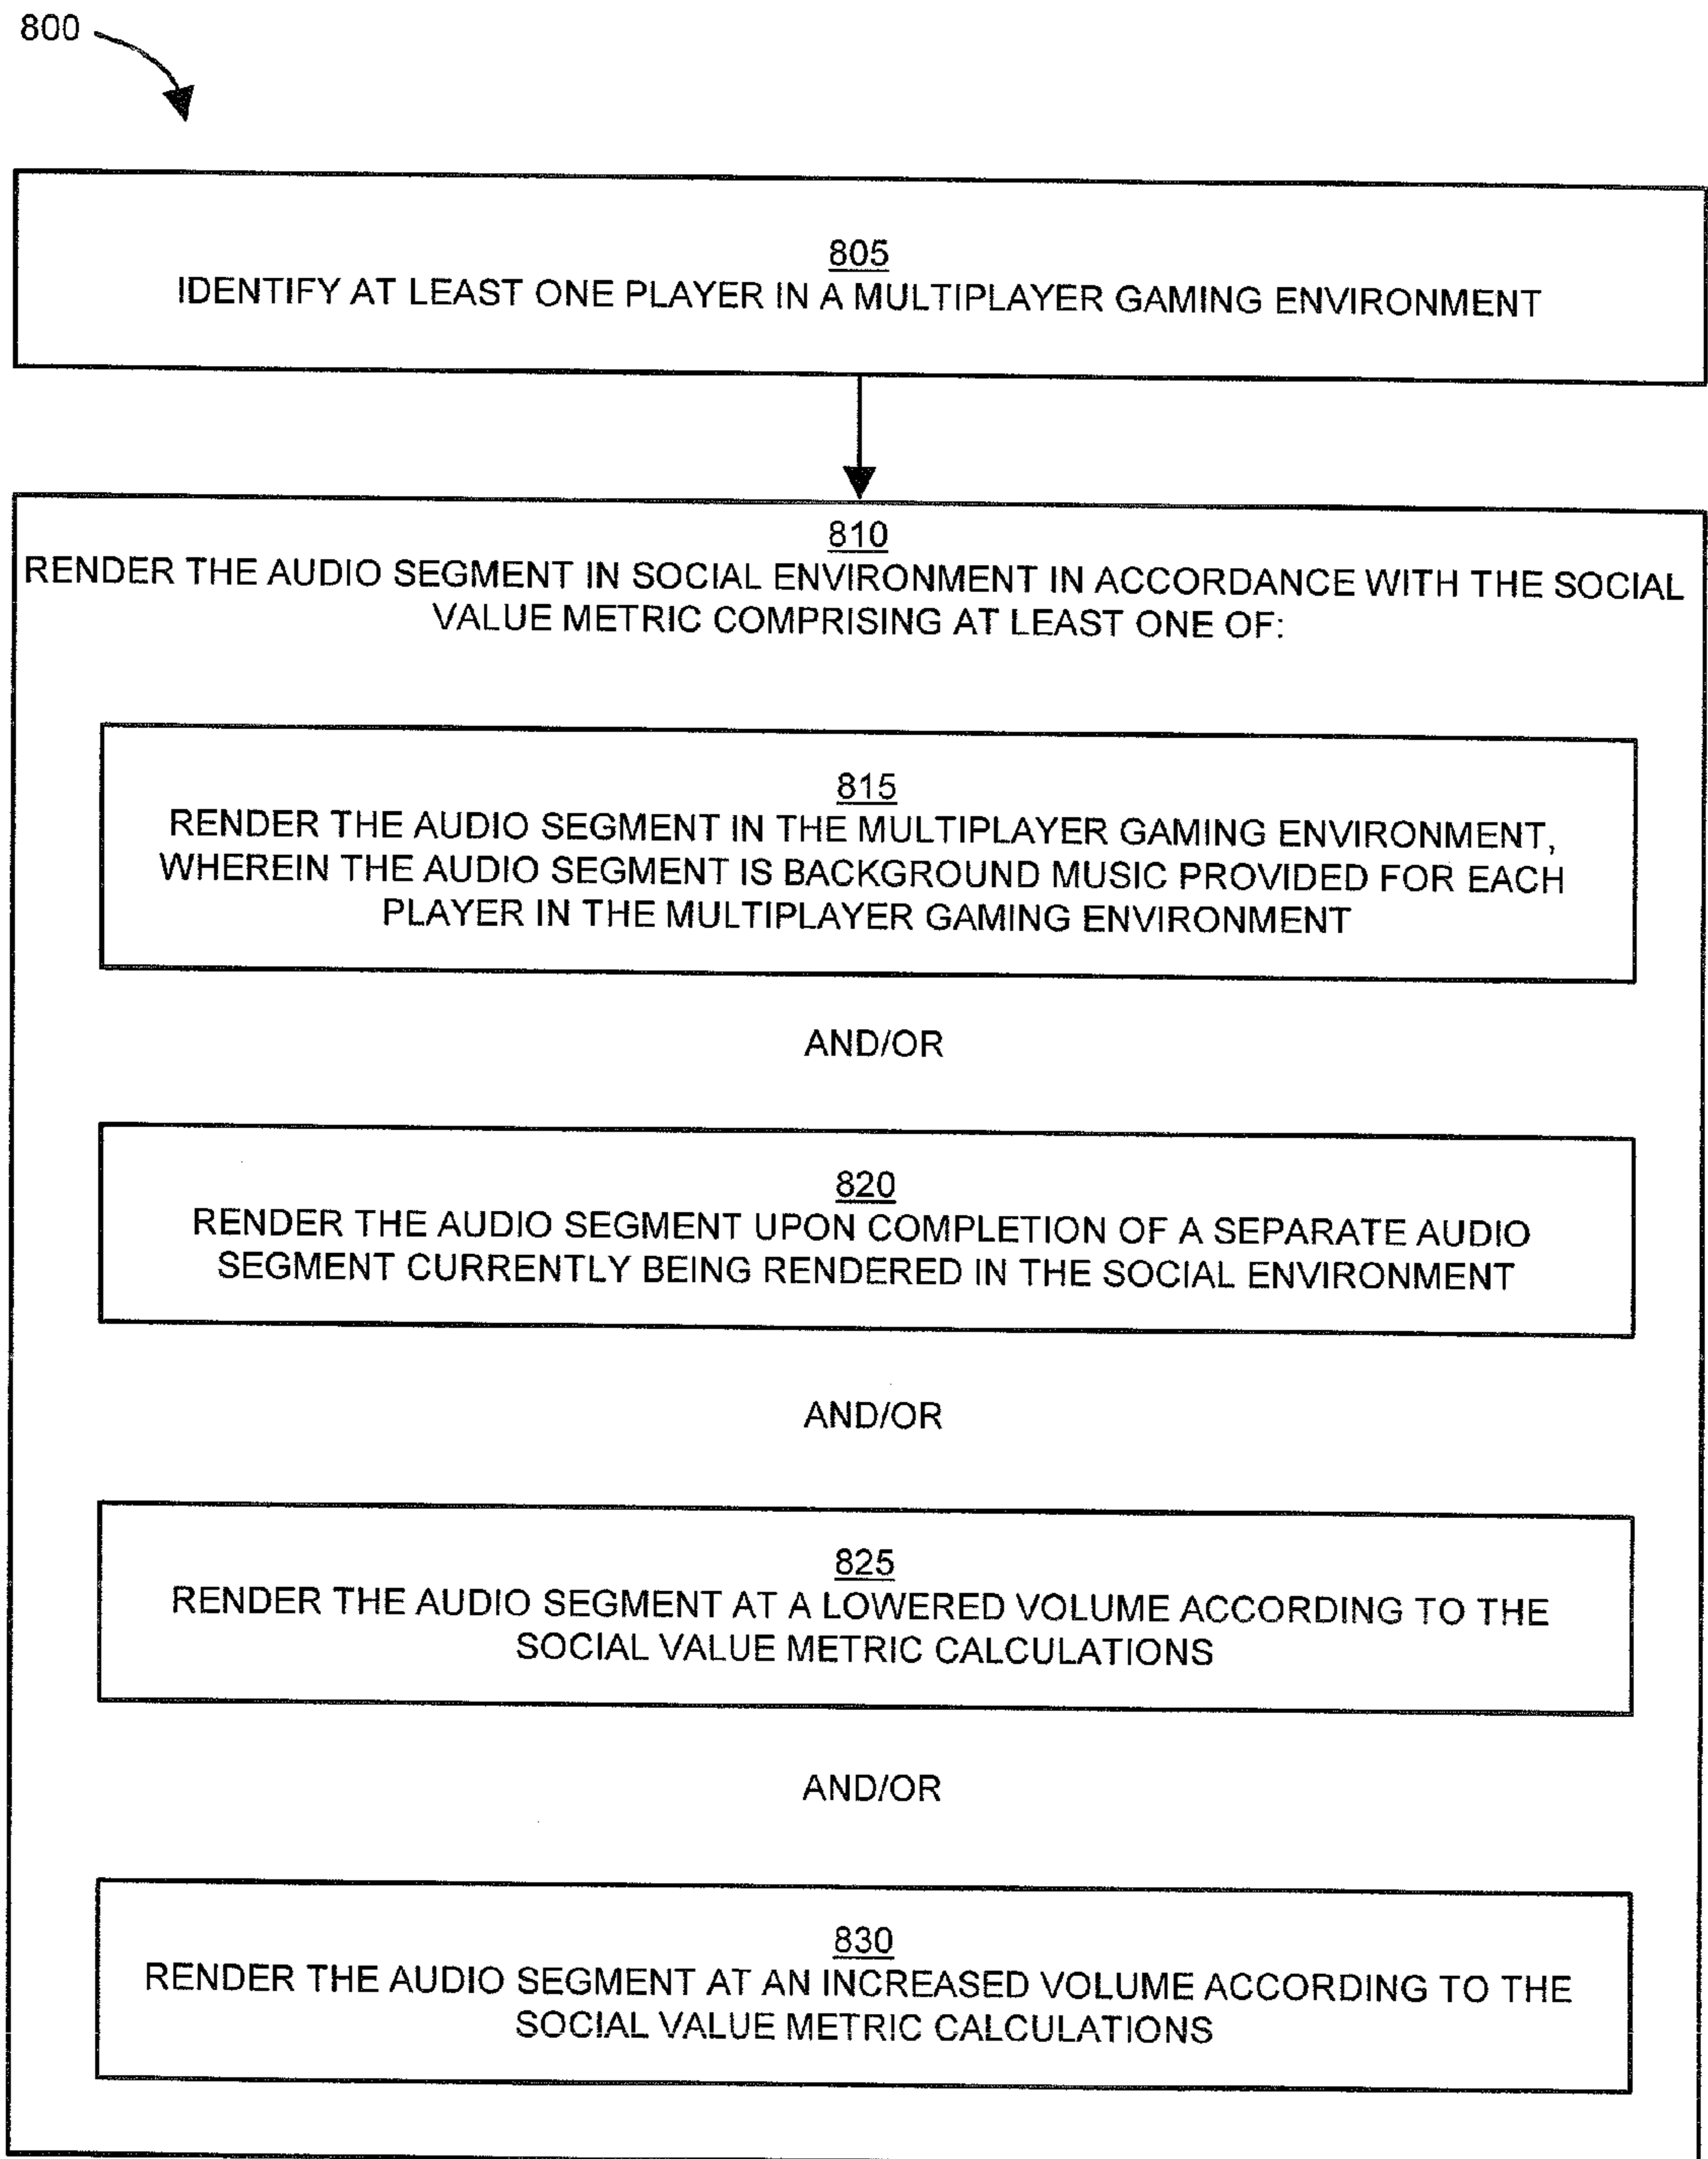 800
805
IDENTIFY AT LEAST ONE PLAYER IN A MULTIPLAYER GAMING ENVIRONMENT
810
RENDER THE AUDIO SEGMENT IN SOCIAL ENVIRONMENT IN ACCORDANCE WITH THE SOCIAL
VALUE METRIC COMPRISING AT LEAST ONE OF:
815
RENDER THE AUDIO SEGMENT IN THE MULTIPLAYER GAMING ENVIRONMENT,
WHEREIN THE AUDIO SEGMENT IS BACKGROUND MUSIC PROVIDED FOR EACH
PLAYER IN THE MULTIPLAYER GAMING ENVIRONMENT
AND/OR
820
RENDER THE AUDIO SEGMENT UPON COMPLETION OF A SEPARATE AUDIO
SEGMENT CURRENTLY BEING RENDERED IN THE SOCIAL ENVIRONMENT
AND/OR
825
RENDER THE AUDIO SEGMENT AT A LOWERED VOLUME ACCORDING TO THE
SOCIAL VALUE METRIC CALCULATIONS
AND/OR
830
RENDER THE AUDIO SEGMENT AT AN INCREASED VOLUME ACCORDING TO THE
SOCIAL VALUE METRIC CALCULATIONS